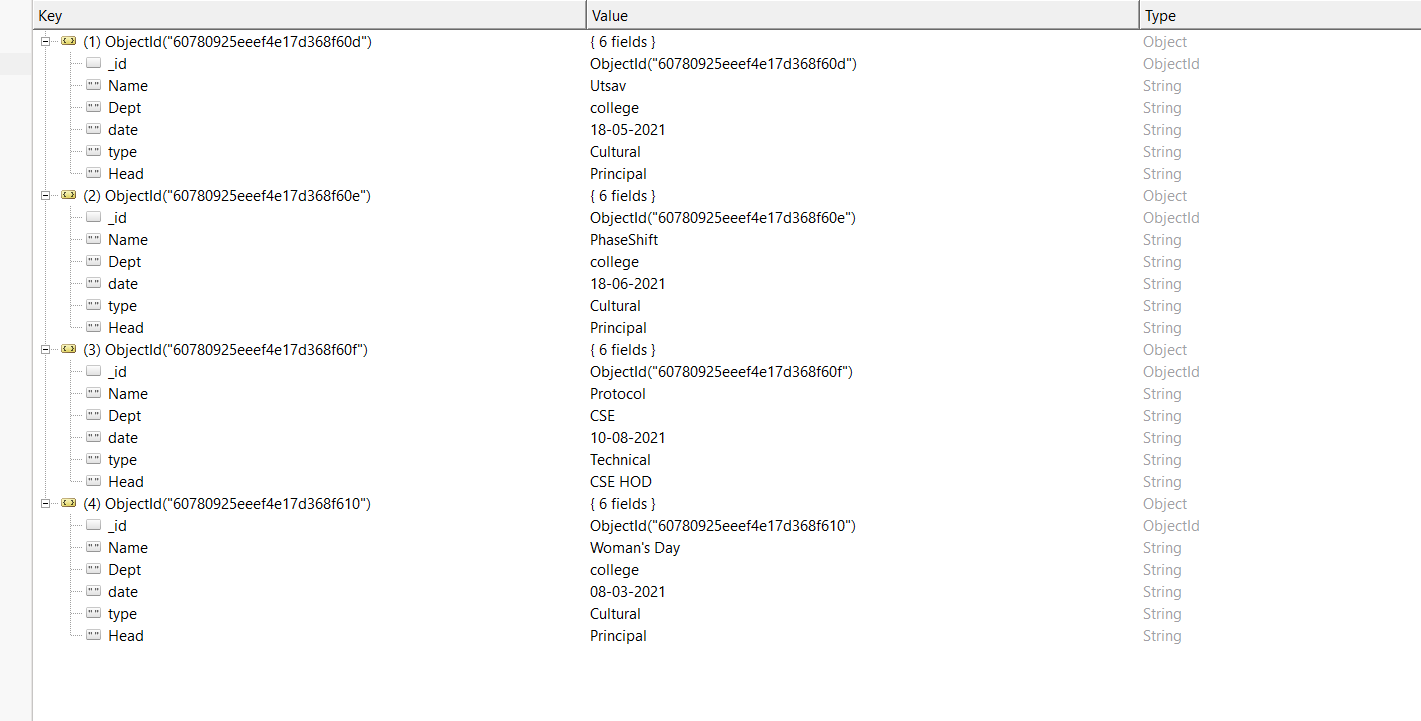 Key Value Type
(1) ObjectId("60780925eeef4e17d368f60d") { 6 fields } Object
_id ObjectId("60780925eeef4e17d368f60d") ObjectId
"" Name Utsav String
"" Dept college String
"" date 18-05-2021 String
"" type Cultural String
"" Head Principal String
(2) ObjectId("60780925eeef4e17d368f60e") { 6 fields } Object
_id ObjectId("60780925eeef4e17d368f60e") ObjectId
"" Name PhaseShift String
"" Dept college String
"" date 18-06-2021 String
"" type Cultural String
"" Head Principal String
(3) ObjectId("60780925eeef4e17d368f60f") { 6 fields } Object
_id ObjectId("60780925eeef4e17d368f60f") ObjectId
"" Name Protocol String
"" Dept CSE String
"" date 10-08-2021 String
"" type Technical String
"" Head CSE HOD String
(4) ObjectId("60780925eeef4e17d368f610") { 6 fields } Object
_id ObjectId("60780925eeef4e17d368f610") ObjectId
"" Name Woman's Day String
"" Dept college String
"" date 08-03-2021 String
"" type Cultural String
"" Head Principal String